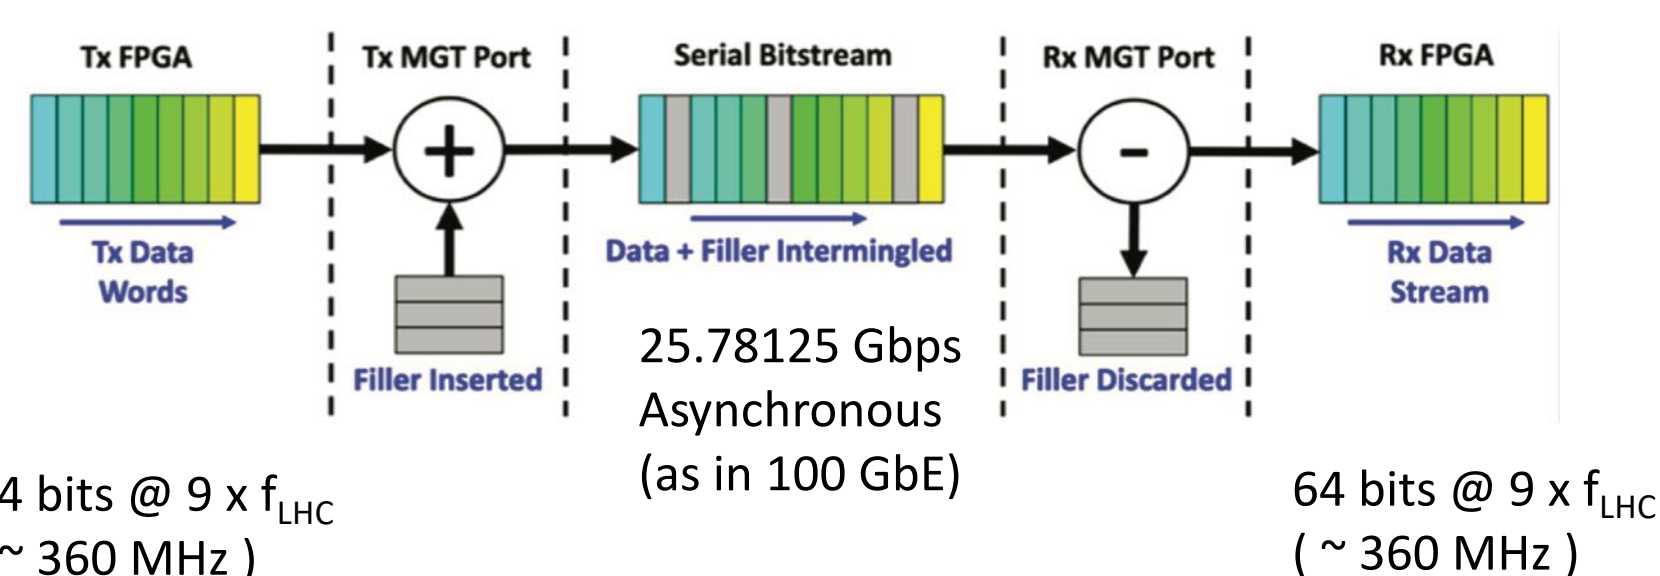 Tx FPGA
Tx MGT Port
Serial Bitstream
Rx MGT Port
Rx FPGA
+
-
Tx Data
Words
Data + Filler Intermingled
Rx Data
Stream
Filler Inserted
Filler Discarded
25.78125 Gbps
Asynchronous
(as in 100 GbE)
4 bits @ 9 x fLHC
~ 360 MHz )
64 bits @ 9 x fLHC
( ~ 360 MHz )